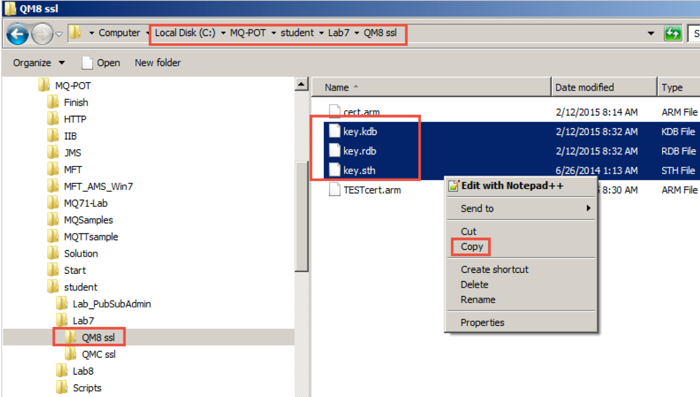 QM8 ssl
Computer Local Disk (C:) MQ-POT student Lab7 QM8 ssl S
Organize Open New folder
MQ-POT
Finish
HTTP
IIB
JMS
MFT
MFT_AMS_Win7
MQ71-Lab
MQSamples
MQTTsample
Solution
Start
student
Lab_PubSubAdmin
Lab7
QM8 ssl
QMC ssl
Lab8
Scripts
Name Date modified Type
cert.arm 2/12/2015 8:14 AM ARM File
key.kdb 2/12/2015 8:32 AM KDB File
key.rdb 2/12/2015 8:32 AM RDB File
key.sth 6/26/2014 1:13 AM STH File
TESTcert.arm 8:30 AM ARM File
Edit with Notepad++
Send to
Cut
Copy
Create shortcut
Delete
Rename
Properties